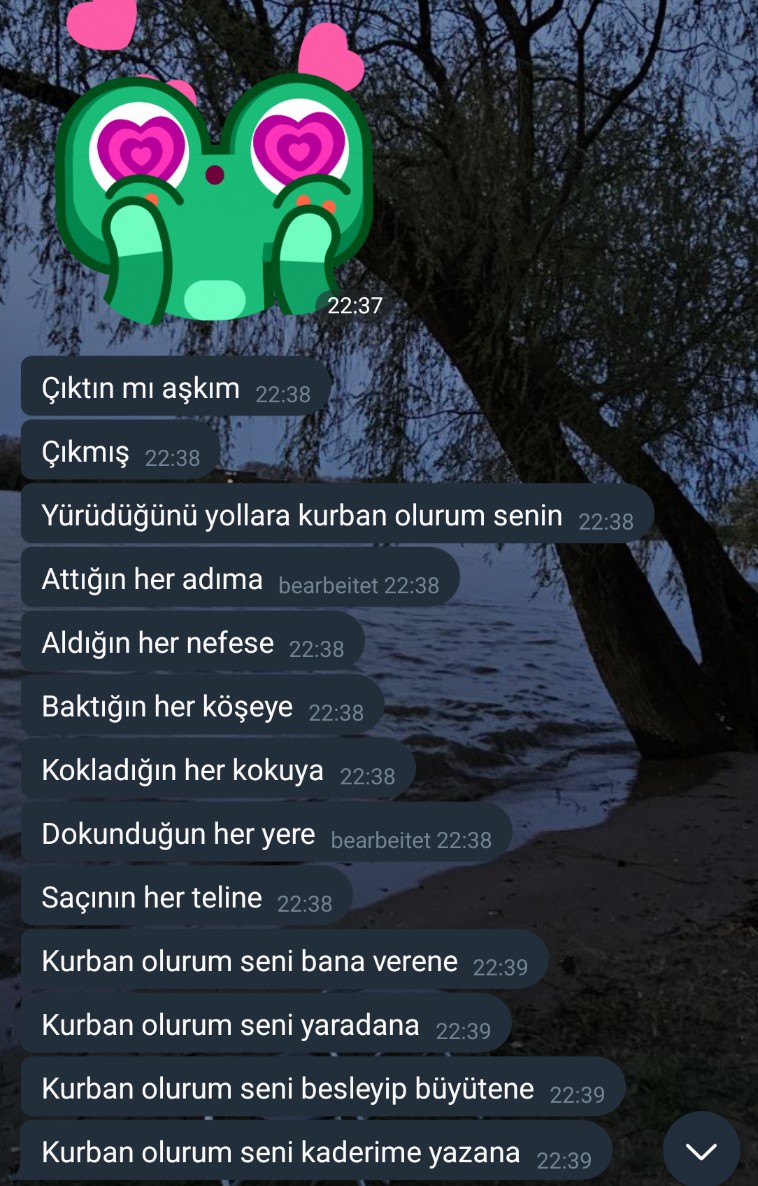 22:37
Çıktın mı aşkım 22:38
Çıkmış 22:38
Yürüdüğünü yollara kurban olurum senin 22:38
Attığın her adıma bearbeitet 22:38
Aldığın her nefese 22:38
Baktığın her köşeye 22:38
Kokladığın her kokuya 22:38
Dokunduğun her yere bearbeitet 22:38
Saçının her teline 22:38
Kurban olurum seni bana verene 22:39
Kurban olurum seni yaradana 22:39
Kurban olurum seni besleyip büyütene 22:39
Kurban olurum seni kaderime yazana 22:39